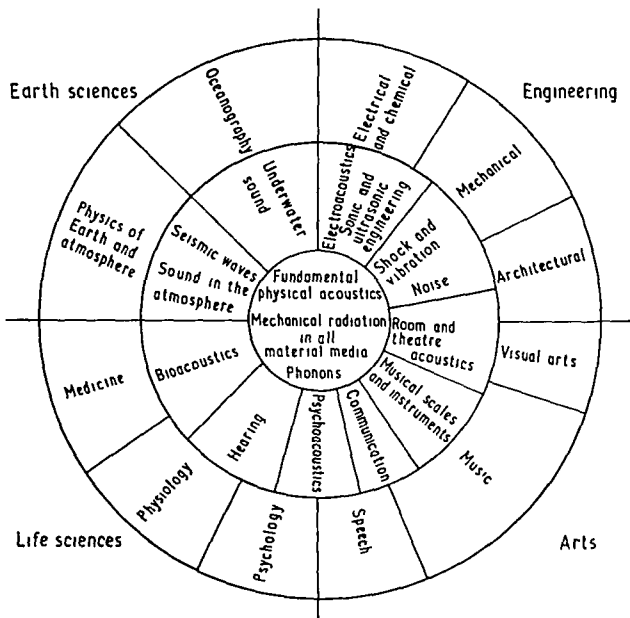 Earth sciences
Engineering
Life sciences
Arts
Oceanography
Electrical
and chemical
Mechanical
Architectural
Visual arts
Music
Speech
Psychology
Physiology
Medicine
Physics of
Earth and
atmosphere
Underwater
sound
Electroacoustics
Sonic and
ultrasonic
engineering
Shock and
vibration
Noise
Room and
theatre
acoustics
Musical scales
and instruments
Communication
Psychoacoustics
Hearing
Bioacoustics
Seismic waves
Sound in the
atmosphere
Fundamental
physical acoustics
Mechanical radiation
in all
material media
Phonons